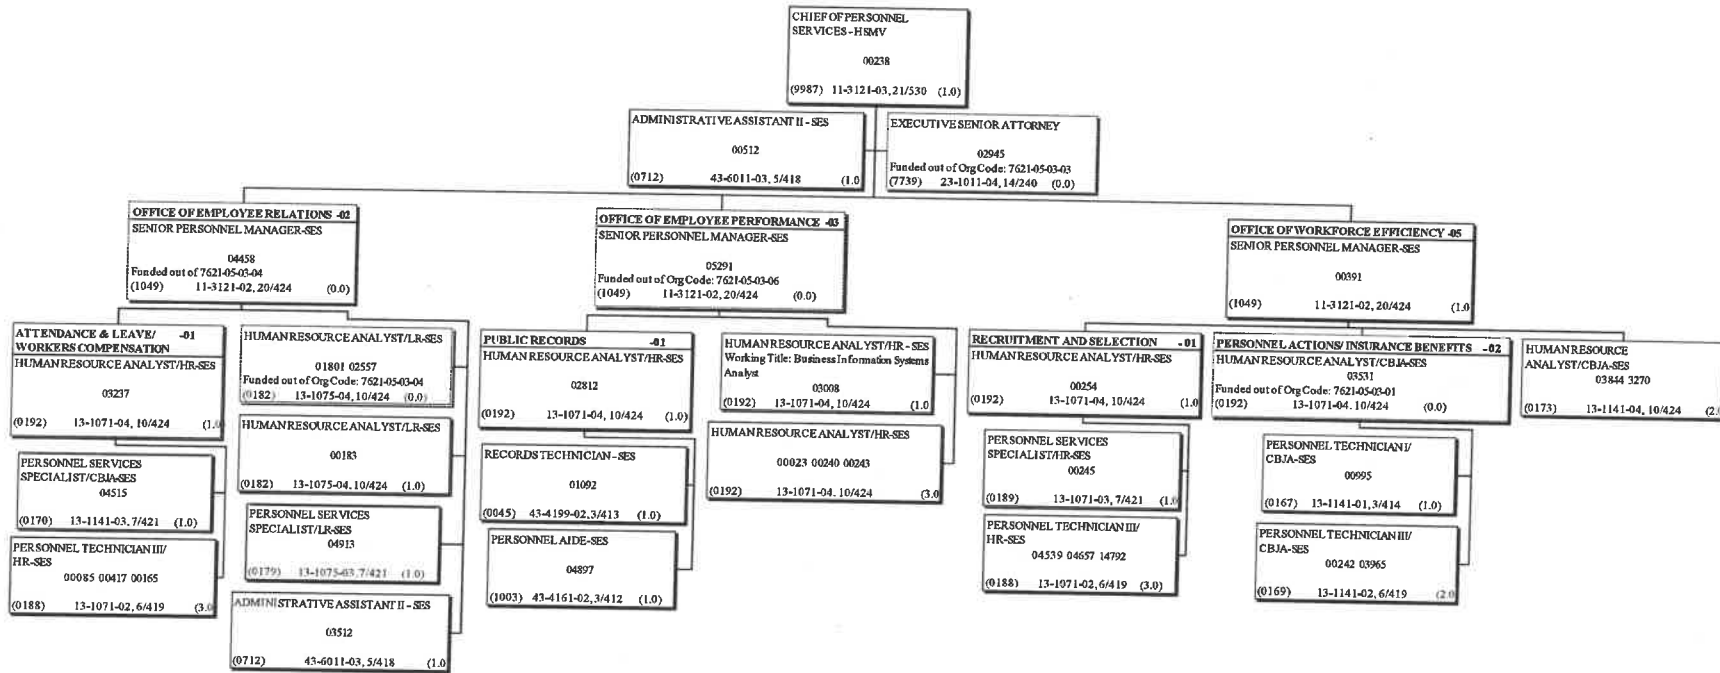 CHIEF OF PERSONNEL
SERVICES - HSMV
00238
(9987) 11-3121-03, 21/530 (1.0)
ADMINISTRATIVE ASSISTANT II - SES
00512
(0712) 43-6011-03, 5/418 (1.0
EXECUTIVE SENIOR ATTORNEY
02945
Funded out of OrgCode: 7621-05-03-03
(7739) 23-1011-04, 14/240 (0.0)
OFFICE OF EMPLOYEE RELATIONS -02
SENIOR PERSONNEL MANAGER-SES
04458
Funded out of 7621-05-03-04
(1049) 11-3121-02, 20/424 (0.0)
OFFICE OF EMPLOYEE PERFORMANCE -03
SENIOR PERSONNEL MANAGER-SES
05291
Funded out of OrgCode: 7621-05-03-06
(1049) 11-3121-02, 20/424 (0.0)
OFFICE OF WORKFORCE EFFICIENCY -05
SENIOR PERSONNEL MANAGER-SES
00391
(1049) 11-3121-02, 20/424 (1.0
ATTENDANCE & LEAVE/ -01
WORKERS COMPENSATION
HUMAN RESOURCE ANALYST/HR-SES
03237
(0192) 13-1071-04, 10/424 (1.0
PERSONNEL SERVICES
SPECIALIST/CBJA-SES
04515
(0170) 13-1141-03, 7/421 (1.0)
PERSONNEL TECHNICIAN III/
HR-SES
00085 00417 00165
(0188) 13-1071-02, 6/419 (3.0
HUMAN RESOURCE ANALYST/LR-SES
01801 02557
Funded out of OrgCode: 7621-05-03-04
(0182) 13-1075-04, 10/424 (0.0)
HUMAN RESOURCE ANALYST/LR-SES
00183
(0182) 13-1075-04, 10/424 (1.0)
PERSONNEL SERVICES
SPECIALIST/LR-SES
04913
(0179) 13-1075-03, 7/421 (1.0)
ADMINISTRATIVE ASSISTANT II - SES
03512
(0712) 43-6011-03, 5/418 (1.0
PUBLIC RECORDS -01
HUMAN RESOURCE ANALYST/HR-SES
02812
(0192) 13-1071-04, 10/424 (1.0)
RECORDS TECHNICIAN - SES
01092
(0045) 43-4199-02, 3/413 (1.0)
PERSONNEL AIDE-SES
04897
(1003) 43-4161-02, 3/412 (1.0)
HUMAN RESOURCE ANALYST/HR - SES
Working Title: Business Information Systems
Analyst
03008
(0192) 13-1071-04, 10/424 (1.0)
HUMAN RESOURCE ANALYST/HR-SES
00023 00240 00243
(0192) 13-1071-04, 10/424 (3.0
RECRUITMENT AND SELECTION -01
HUMAN RESOURCE ANALYST/HR-SES
00254
(0192) 13-1071-04, 10/424 (1.0
PERSONNEL SERVICES
SPECIALIST/HR-SES
00245
(0189) 13-1071-03, 7/421 (1.0
PERSONNEL TECHNICIAN III/
HR-SES
04539 04657 14792
(0188) 13-1071-02, 6/419 (3.0)
PERSONNEL ACTIONS/ INSURANCE BENEFITS -02
HUMAN RESOURCE ANALYST/CBJA-SES
03531
Funded out of OrgCode: 7621-05-03-01
(0192) 13-1071-04, 10/424 (0.0)
PERSONNEL TECHNICIAN I/
CBJA-SES
00995
(0167) 13-1141-01, 3/414 (1.0)
PERSONNEL TECHNICIAN III/
CBJA-SES
00242 03965
(0169) 13-1141-02, 6/419 (2.0
HUMAN RESOURCE
ANALYST/CBJA-SES
03844 3270
(0173) 13-1141-04, 10/424 (2.0